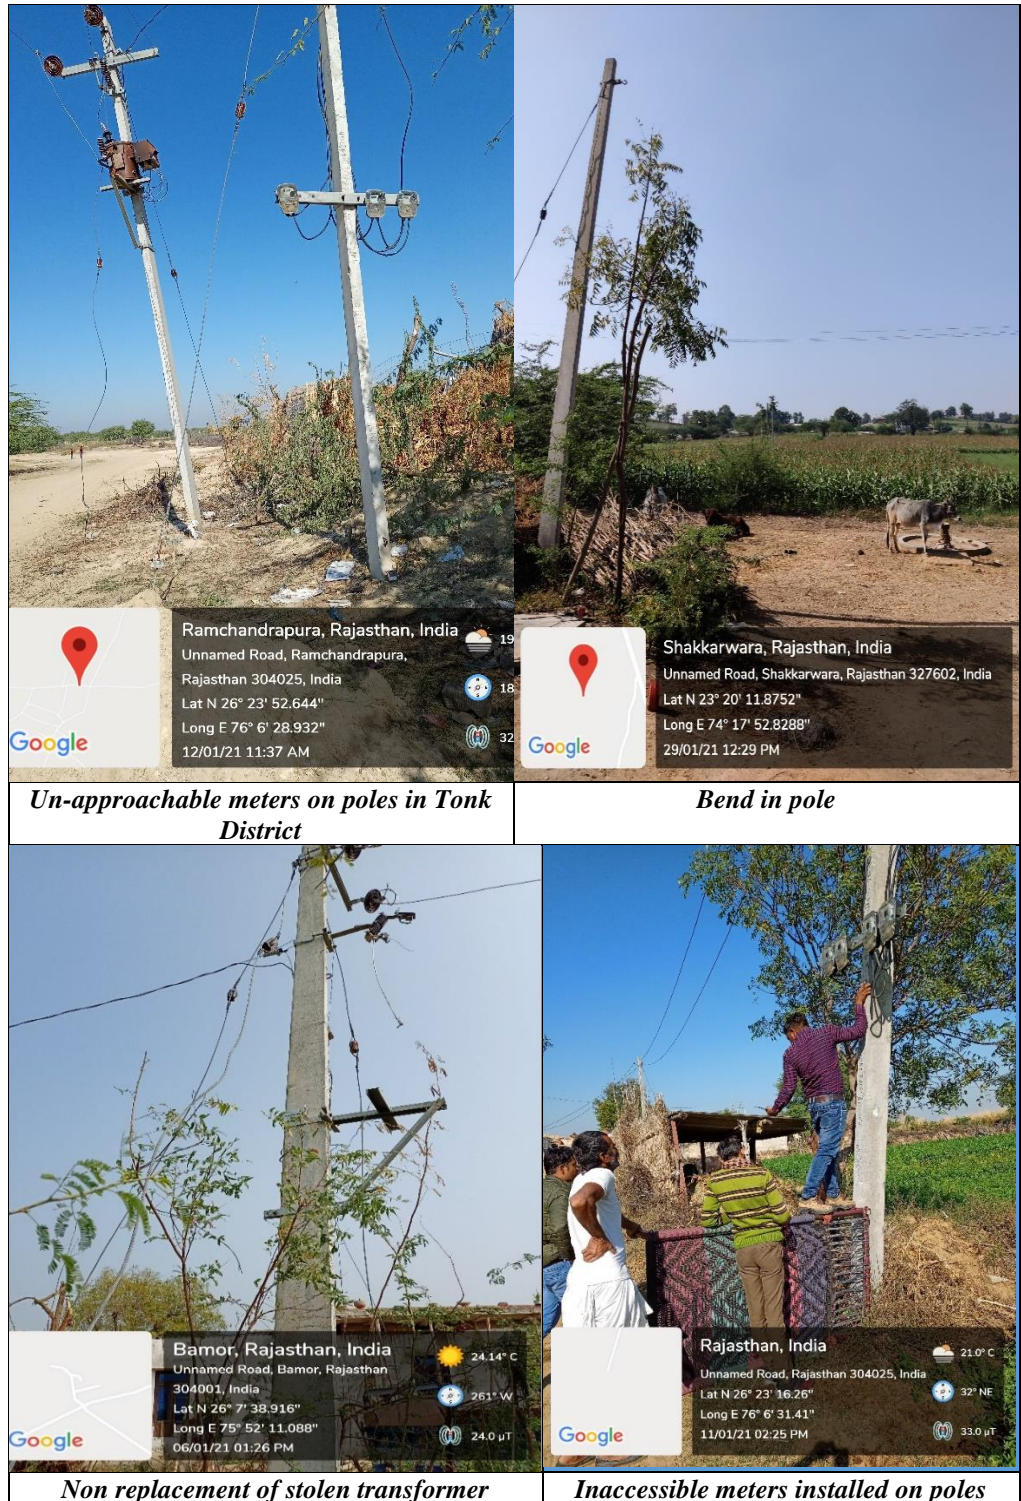 Ramchandrapura, Rajasthan, India
Unnamed Road, Ramchandrapura,
Rajasthan 304025, India
Lat N 26° 23' 52.644"
Long E 76° 6' 28.932"
12/01/21 11:37 AM
19
18
32
Google
Shakkarwara, Rajasthan, India
Unnamed Road, Shakkarwara, Rajasthan 327602, India
Lat N 23° 20' 11.8752"
Long E 74° 17' 52.8288"
29/01/21 12:29 PM
Google
Un-approachable meters on poles in Tonk
District
Bend in pole
Bamor, Rajasthan, India
Unnamed Road, Bamor, Rajasthan
304001, India
Lat N 26° 7' 38.916"
Long E 75° 52' 11.088"
06/01/21 01:26 PM
24.14° C
261° W
24.0 µT
Google
Rajasthan, India
Unnamed Road, Rajasthan 304025, India
Lat N 26° 23' 16.26"
Long E 76° 6' 31.41"
11/01/21 02:25 PM
21.0° C
32° NE
33.0 µT
Google
Non replacement of stolen transformer
Inaccessible meters installed on poles